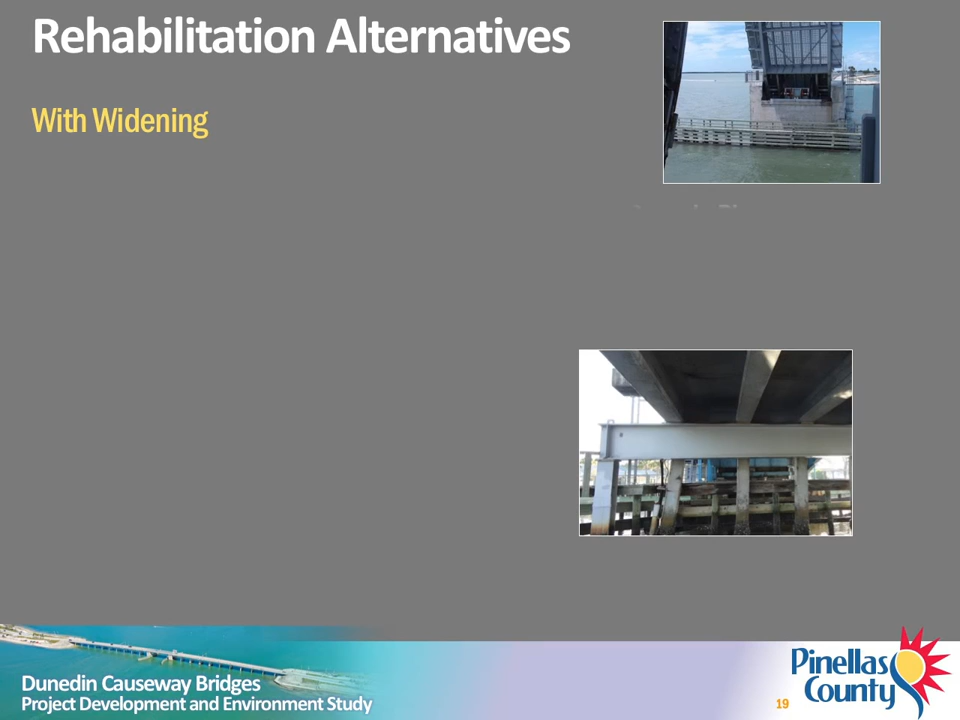 Rehabilitation Alternatives
With Widening
Dunedin Causeway Bridges
Project Development and Environment Study
19
Pinellas
County